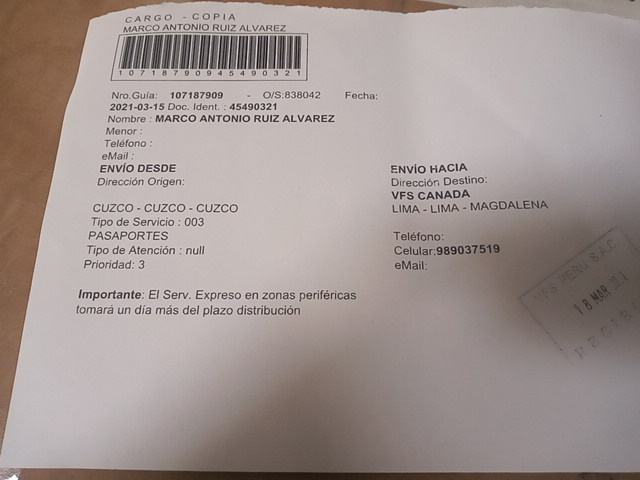 CARGO - COPIA
MARCO ANTONIO RUIZ ALVAREZ
10718790945490321
Nro.Guía: 107187909 - O/S:838042 Fecha:
2021-03-15 Doc. Ident. : 45490321
Nombre : MARCO ANTONIO RUIZ ALVAREZ
Menor :
Teléfono :
eMail :
ENVÍO DESDE
Dirección Origen:
CUZCO - CUZCO - CUZCO
Tipo de Servicio : 003
PASAPORTES
Tipo de Atención : null
Prioridad: 3
ENVÍO HACIA
Dirección Destino:
VFS CANADA
LIMA - LIMA - MAGDALENA
Teléfono:
Celular:989037519
eMail:
Importante: El Serv. Expreso en zonas periféricas
tomará un día más del plazo distribución
VFS PERU S.A.C
18 MAR